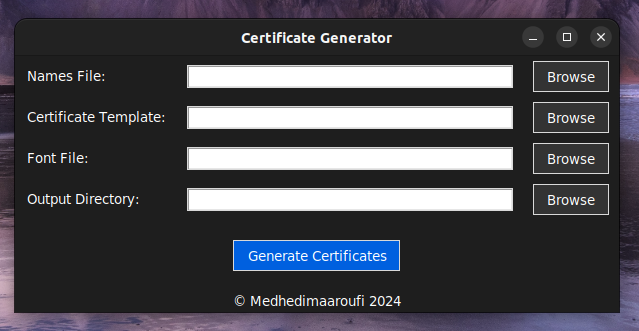 Certificate Generator
Names File: Browse
Certificate Template: Browse
Font File: Browse
Output Directory: Browse
Generate Certificates
© Medhedimaaroufi 2024